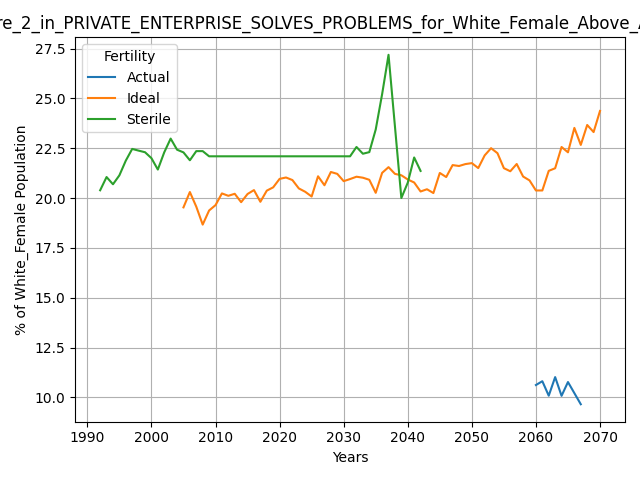 re_2_in_PRIVATE_ENTERPRISE_SOLVES_PROBLEMS_for_White_Female_Above_A
27.5
25.0
22.5
20.0
17.5
15.0
12.5
10.0
% of White_Female Population
Fertility
Actual
Ideal
Sterile
1990 2000 2010 2020 2030 2040 2050 2060 2070
Years